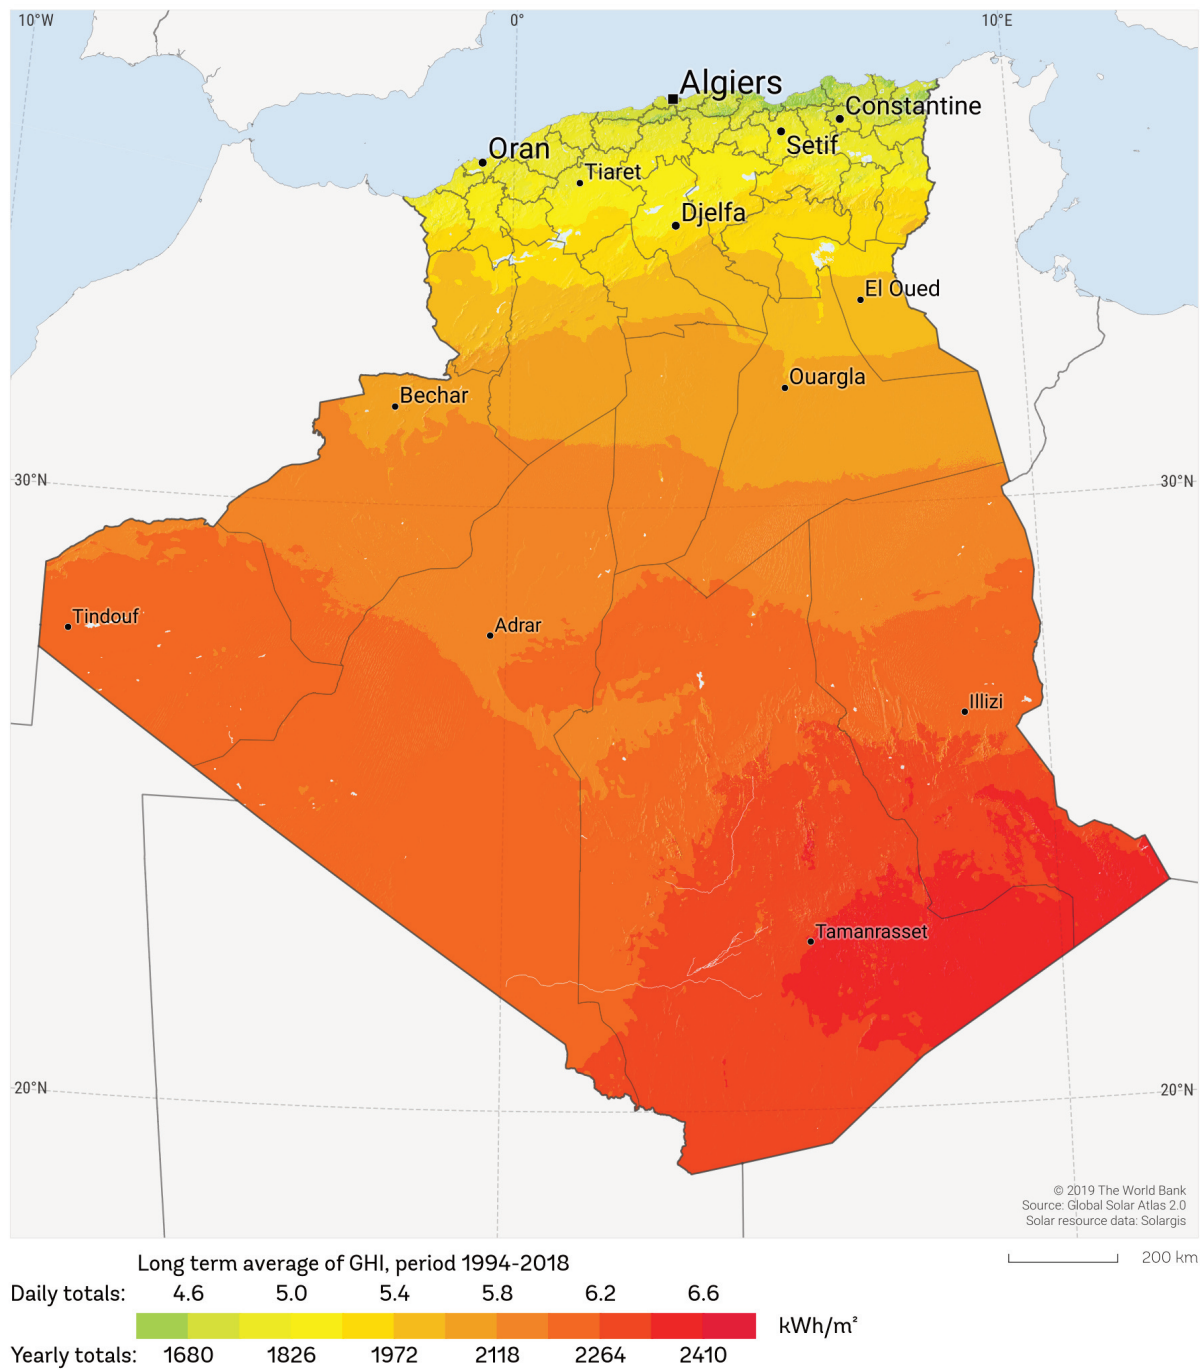 10°W 0° 10°E
Algiers
Constantine
Oran
Setif
Tiaret
Djelfa
El Oued
Ouargla
Bechar
30°N 30°N
Tindouf
Adrar
Illizi
Tamanrasset
20°N 20°N
© 2019 The World Bank
Source: Global Solar Atlas 2.0
Solar resource data: Solargis
200 km
Long term average of GHI, period 1994-2018
Daily totals: 4.6 5.0 5.4 5.8 6.2 6.6
kWh/m²
Yearly totals: 1680 1826 1972 2118 2264 2410